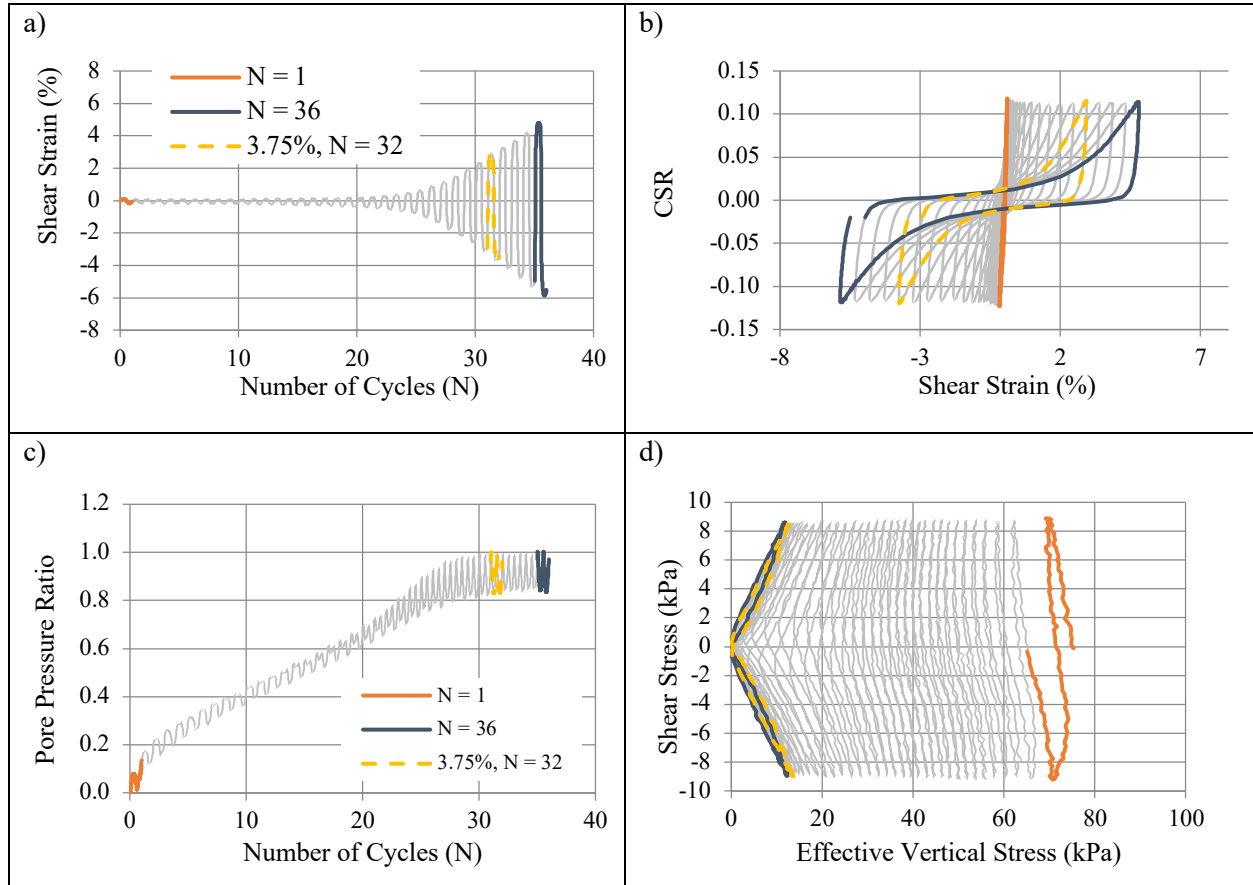 a)
8
6
4
2
0
-2
-4
-6
-8
Shear Strain (%)
N = 1
N = 36
3.75%, N = 32
0 10 20 30 40
Number of Cycles (N)
b)
0.15
0.10
0.05
0.00
-0.05
-0.10
-0.15
CSR
-8 -3 2 7
Shear Strain (%)
c)
1.2
1.0
0.8
0.6
0.4
0.2
0.0
Pore Pressure Ratio
N = 1
N = 36
3.75%, N = 32
0 10 20 30 40
Number of Cycles (N)
d)
10
8
6
4
2
0
-2
-4
-6
-8
-10
Shear Stress (kPa)
0 20 40 60 80 100
Effective Vertical Stress (kPa)